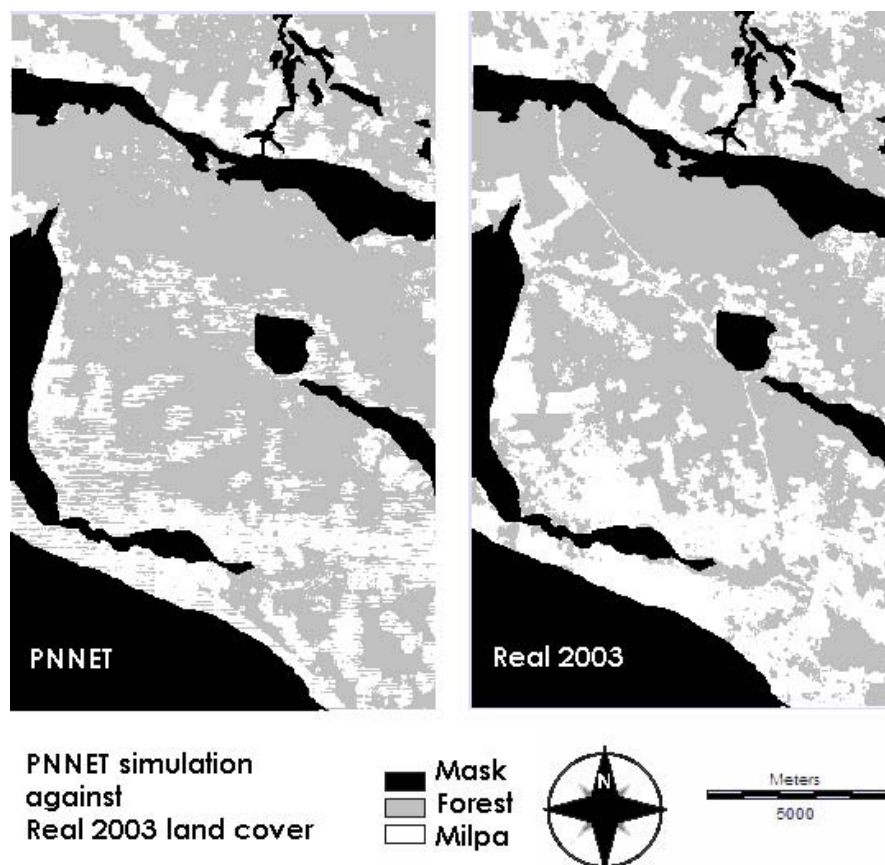 PNNET
Real 2003
PNNET simulation
against
Real 2003 land cover
Mask
Forest
Milpa
N
Meters
5000